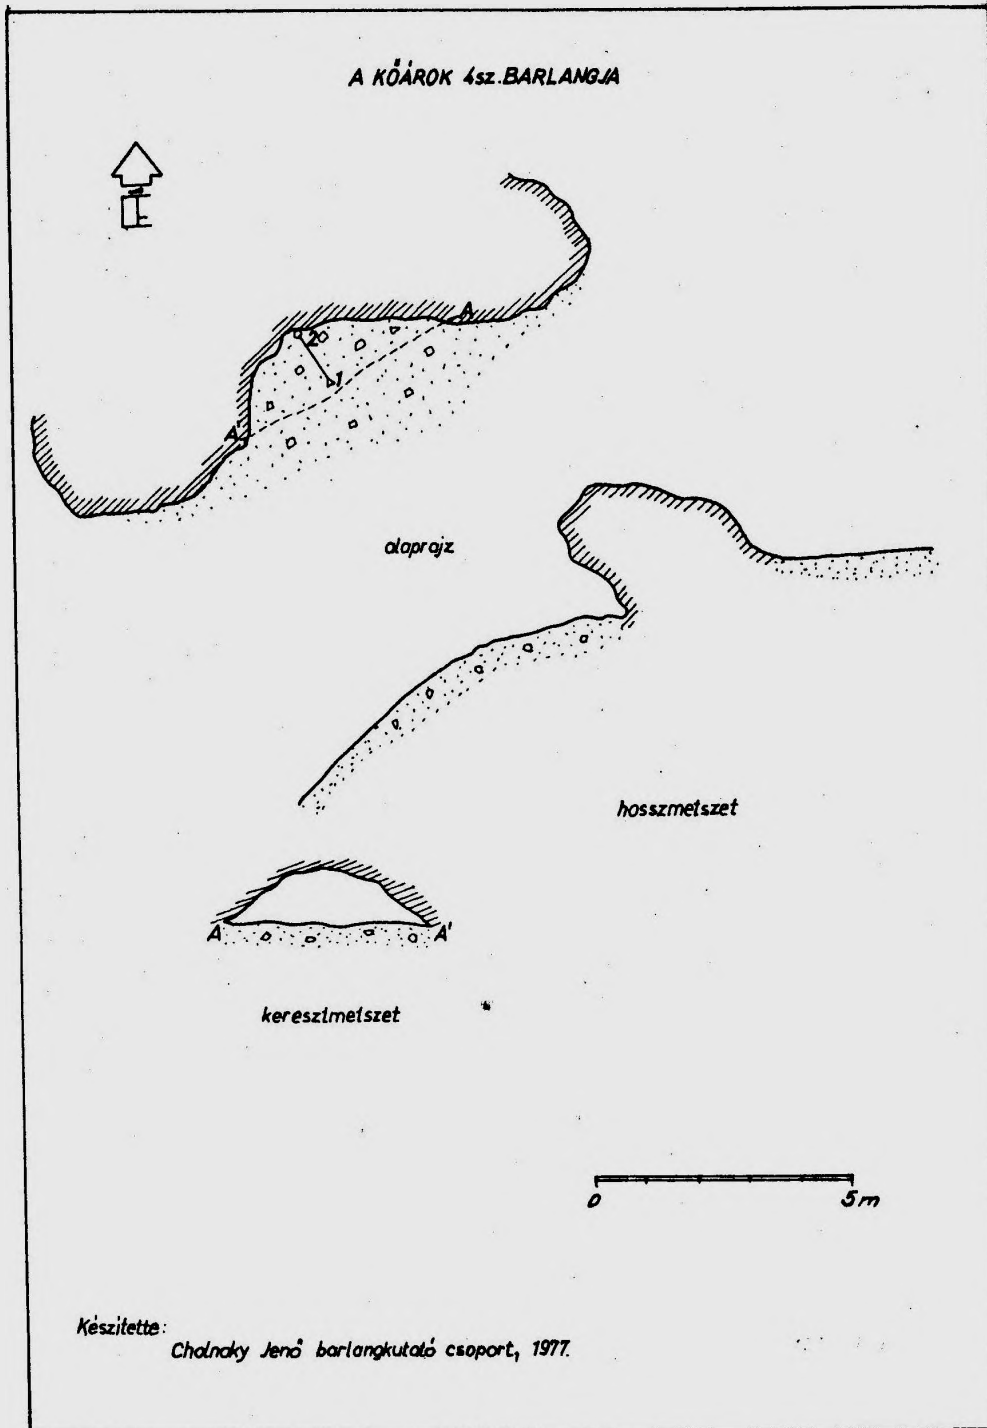 A KŐÁROK 4sz. BARLANGJA
É
A
2
1
A'
alaprajz
hosszmetszet
A A'
keresztmetszet
0 5m
Készítette:
Cholnoky Jenő barlangkutató csoport, 1977.